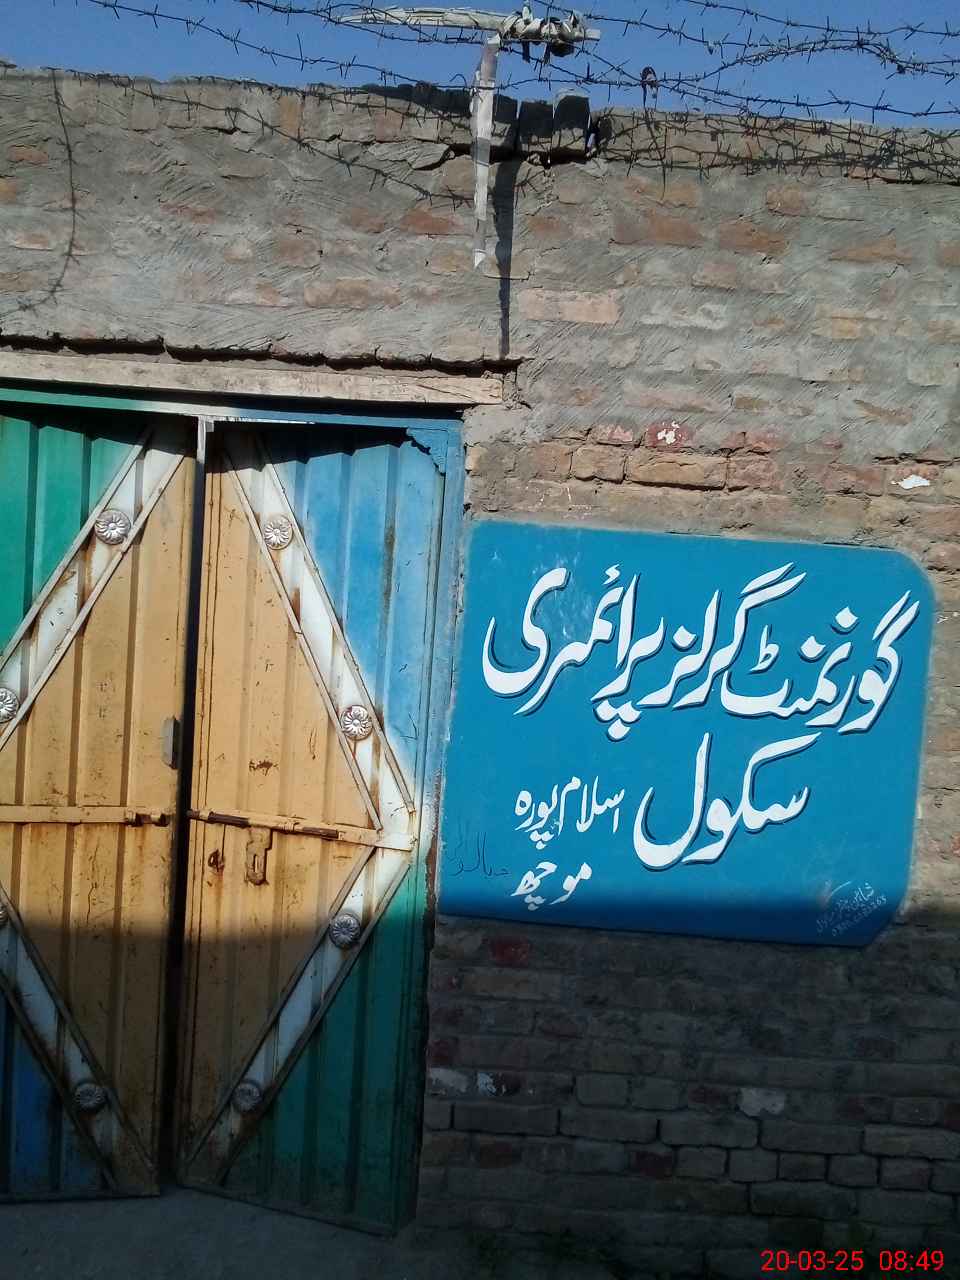 گورنمنٹ گرلز پرائمری
سکول اسلام پورہ
موچھ
20-03-25 08:49